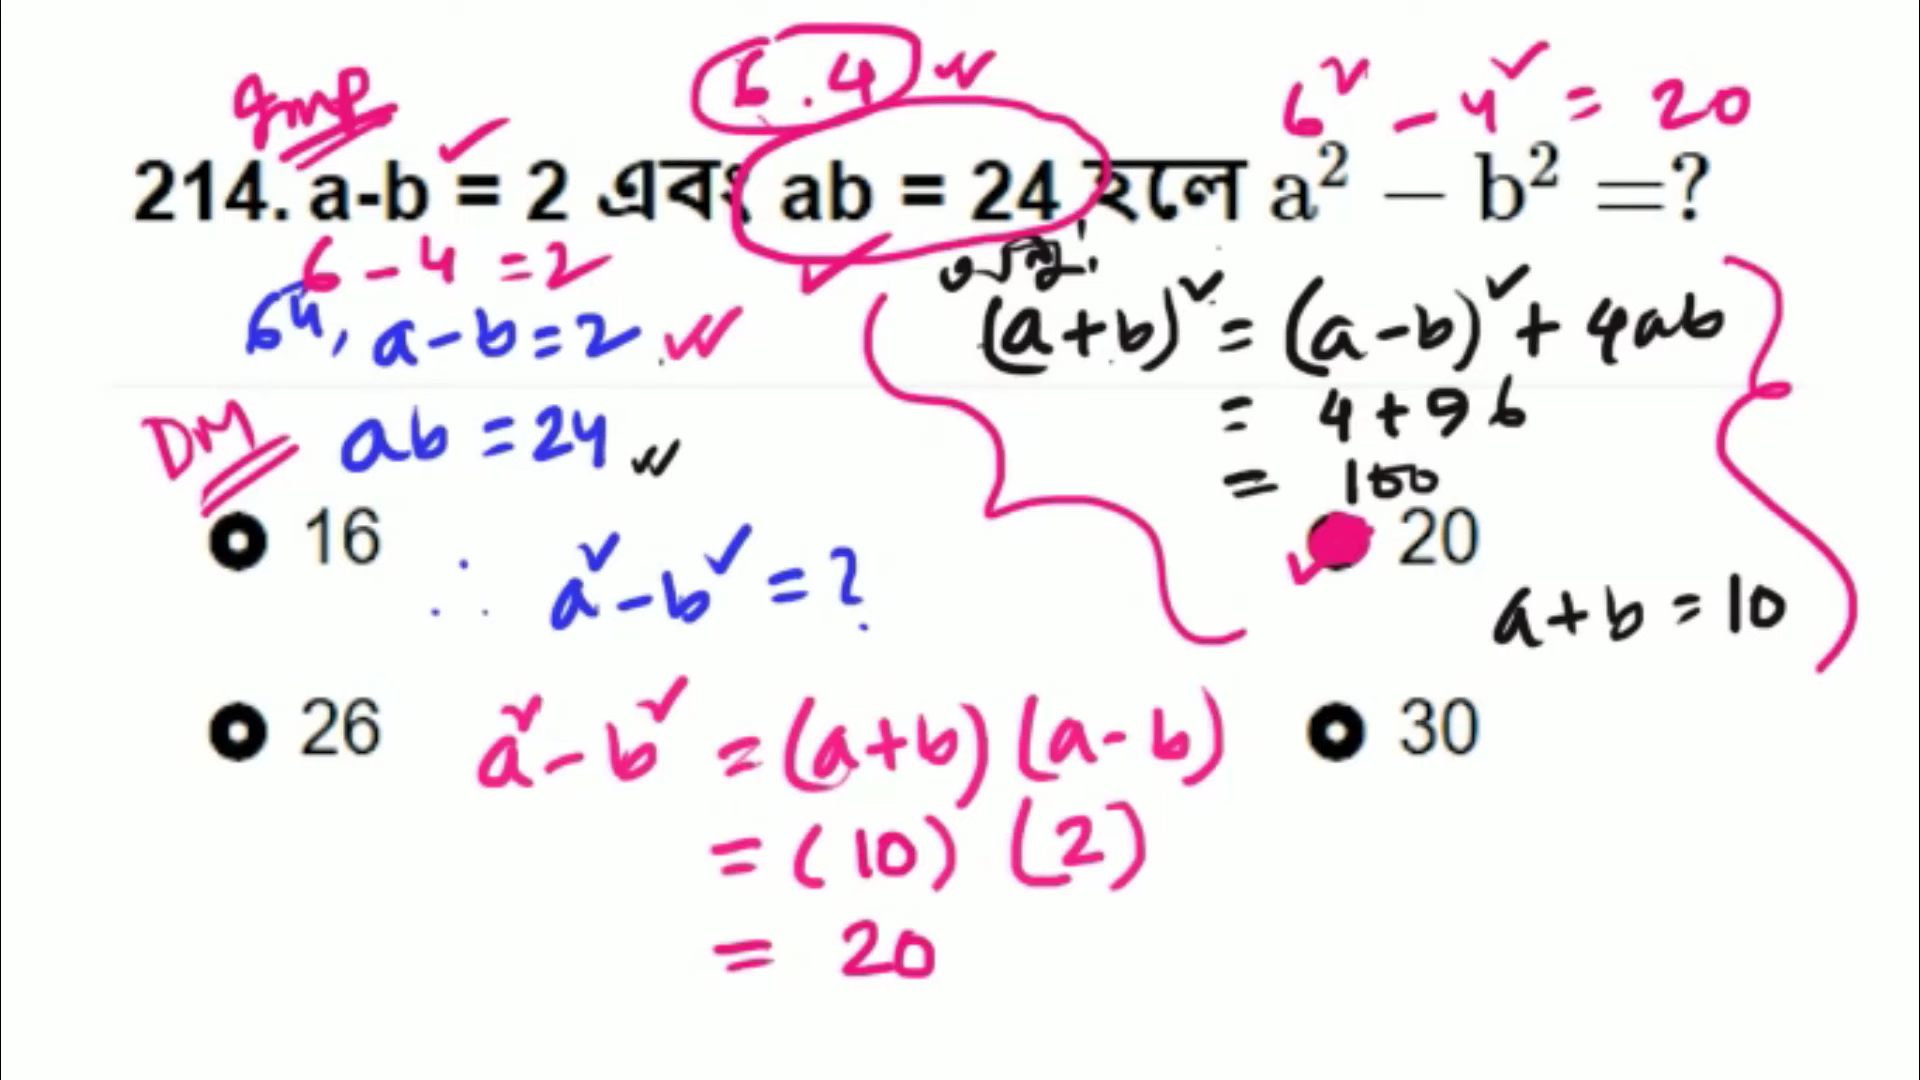 Imp
6.4
6² - 4² = 20
214. a-b = 2 এবং ab = 24 হলে a² − b² =?
6 - 4 = 2
a - b = 2
(a+b)² = (a-b)² + 4ab
= 4 + 96
= 100
DM
ab = 24
16
20
∴ a² - b² = ?
a + b = 10
26
30
a² - b² = (a+b) (a-b)
= (10) (2)
= 20